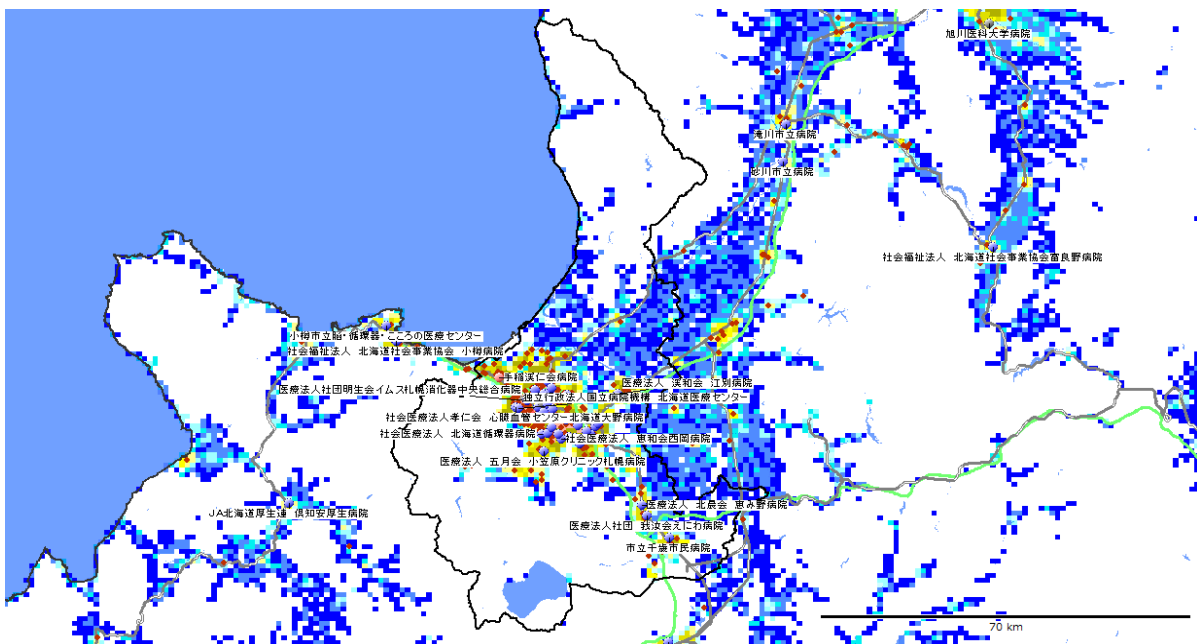 旭川医科大学病院
滝川市立病院
砂川市立病院
社会福祉法人 北海道社会事業協会富良野病院
小樽市立脳・循環器・こころの医療センター
社会福祉法人 北海道社会事業協会 小樽病院
手稲渓仁会病院
医療法人社団明生会イムス札幌消化器中央総合病院
医療法人 渓和会 江別病院
独立行政法人国立病院機構 北海道医療センター
社会医療法人孝仁会 心臓血管センター北海道大野病院
社会医療法人 北海道循環器病院
社会医療法人 恵和会西岡病院
医療法人 五月会 小笠原クリニック札幌病院
JA北海道厚生連 倶知安厚生病院
医療法人 北晨会 恵み野病院
医療法人社団 我汝会えにわ病院
市立千歳市民病院
70 km